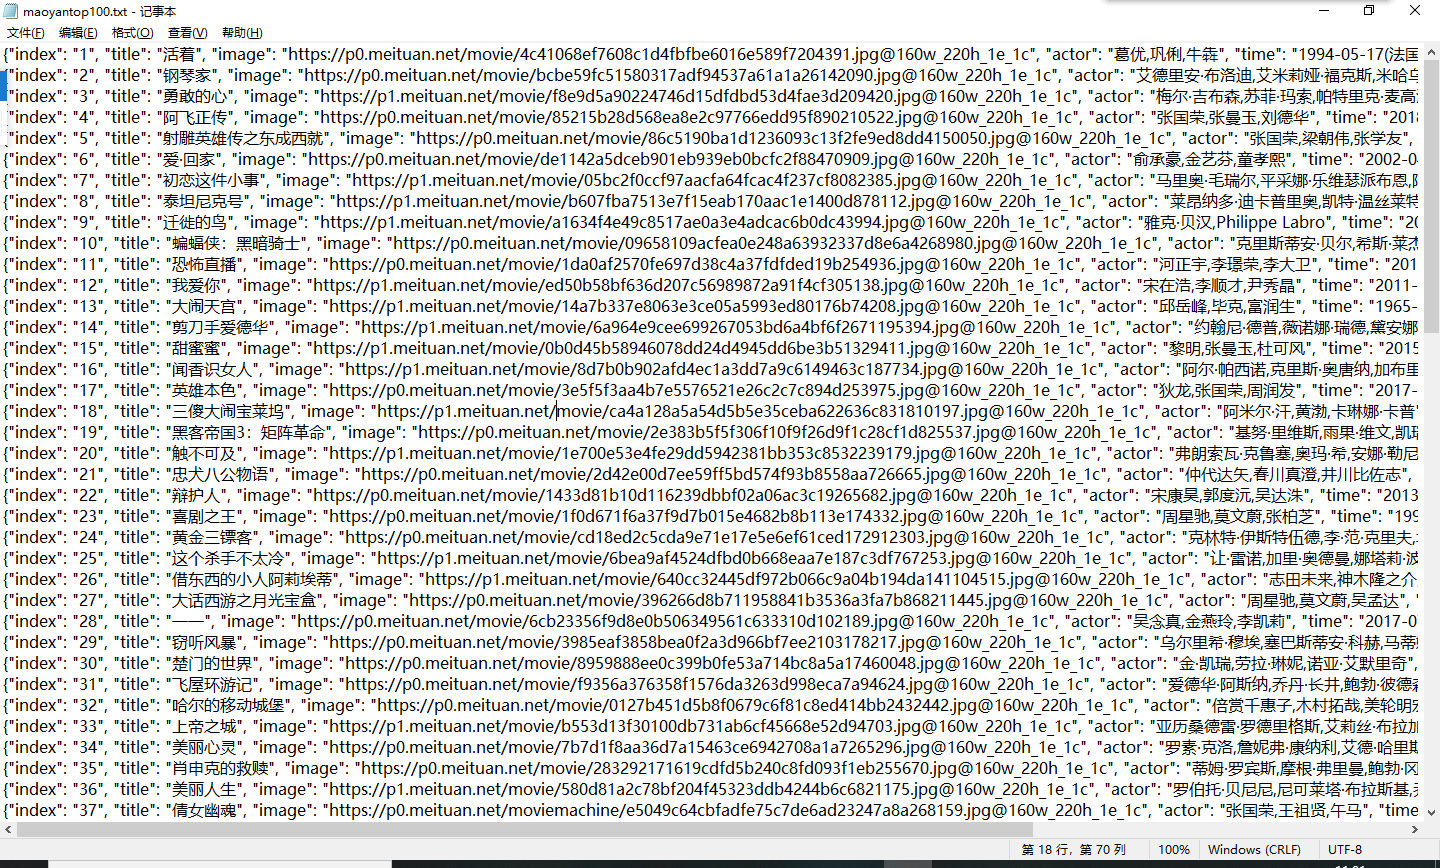 maoyantop100.txt - 记事本
文件(F) 编辑(E) 格式(O) 查看(V) 帮助(H)
{"index": "1", "title": "活着", "image": "https://p0.meituan.net/movie/4c41068ef7608c1d4fbfbe6016e589f7204391.jpg@160w_220h_1e_1c", "actor": "葛优,巩俐,牛犇", "time": "1994-05-17(法国
{"index": "2", "title": "钢琴家", "image": "https://p0.meituan.net/movie/bcbe59fc51580317adf94537a61a1a26142090.jpg@160w_220h_1e_1c", "actor": "艾德里安·布洛迪,艾米莉娅·福克斯,米哈乌
{"index": "3", "title": "勇敢的心", "image": "https://p1.meituan.net/movie/f8e9d5a90224746d15dfdbd53d4fae3d209420.jpg@160w_220h_1e_1c", "actor": "梅尔·吉布森,苏菲·玛索,帕特里克·麦高
{"index": "4", "title": "阿飞正传", "image": "https://p1.meituan.net/movie/85215b28d568ea8e2c97766edd95f890210522.jpg@160w_220h_1e_1c", "actor": "张国荣,张曼玉,刘德华", "time": "2018
{"index": "5", "title": "射雕英雄传之东成西就", "image": "https://p1.meituan.net/movie/86c5190ba1d1236093c13f2fe9ed8dd4150050.jpg@160w_220h_1e_1c", "actor": "张国荣,梁朝伟,张学友",
{"index": "6", "title": "爱·回家", "image": "https://p0.meituan.net/movie/de1142a5dceb901eb939eb0bcfc2f88470909.jpg@160w_220h_1e_1c", "actor": "俞承豪,金艺芬,童孝熙", "time": "2002-0
{"index": "7", "title": "初恋这件小事", "image": "https://p1.meituan.net/movie/05bc2f0ccf97aacfa64fcac4f237cf8082385.jpg@160w_220h_1e_1c", "actor": "马里奥·毛瑞尔,平采娜·乐维瑟派布恩,
{"index": "8", "title": "泰坦尼克号", "image": "https://p1.meituan.net/movie/b607fba7513e7f15eab170aac1e1400d878112.jpg@160w_220h_1e_1c", "actor": "莱昂纳多·迪卡普里奥,凯特·温丝莱特
{"index": "9", "title": "迁徙的鸟", "image": "https://p1.meituan.net/movie/a1634f4e49c8517ae0a3e4adcac6b0dc43994.jpg@160w_220h_1e_1c", "actor": "雅克·贝汉,Philippe Labro", "time": "20
{"index": "10", "title": "蝙蝠侠：黑暗骑士", "image": "https://p0.meituan.net/movie/09658109acfea0e248a63932337d8e6a4268980.jpg@160w_220h_1e_1c", "actor": "克里斯蒂安·贝尔,希斯·莱杰
{"index": "11", "title": "恐怖直播", "image": "https://p0.meituan.net/movie/1da0af2570fe697d38c4a37fdfded19b254936.jpg@160w_220h_1e_1c", "actor": "河正宇,李璟荣,李大卫", "time": "201
{"index": "12", "title": "我爱你", "image": "https://p1.meituan.net/movie/ed50b58bf636d207c56989872a91f4cf305138.jpg@160w_220h_1e_1c", "actor": "宋在浩,李顺才,尹秀晶", "time": "2011-
{"index": "13", "title": "大闹天宫", "image": "https://p0.meituan.net/movie/14a7b337e8063e3ce05a5993ed80176b74208.jpg@160w_220h_1e_1c", "actor": "邱岳峰,毕克,富润生", "time": "1965-
{"index": "14", "title": "剪刀手爱德华", "image": "https://p1.meituan.net/movie/6a964e9cee699267053bd6a4bf6f2671195394.jpg@160w_220h_1e_1c", "actor": "约翰尼·德普,薇诺娜·瑞德,黛安娜
{"index": "15", "title": "甜蜜蜜", "image": "https://p1.meituan.net/movie/0b0d45b58946078dd24d4945dd6be3b51329411.jpg@160w_220h_1e_1c", "actor": "黎明,张曼玉,杜可风", "time": "2015
{"index": "16", "title": "闻香识女人", "image": "https://p1.meituan.net/movie/8d7b0b902afd4ec1a3dd7a9c6149463c187734.jpg@160w_220h_1e_1c", "actor": "阿尔·帕西诺,克里斯·奥唐纳,加布里
{"index": "17", "title": "英雄本色", "image": "https://p0.meituan.net/movie/3e5f5f3aa4b7e5576521e26c2c7c894d253975.jpg@160w_220h_1e_1c", "actor": "狄龙,张国荣,周润发", "time": "2017-
{"index": "18", "title": "三傻大闹宝莱坞", "image": "https://p1.meituan.net/movie/ca4a128a5a54d5b5e35ceba622636c831810197.jpg@160w_220h_1e_1c", "actor": "阿米尔·汗,黄渤,卡琳娜·卡普"
{"index": "19", "title": "黑客帝国3：矩阵革命", "image": "https://p0.meituan.net/movie/2e383b5f5f306f10f9f26d9f1c28cf1d825537.jpg@160w_220h_1e_1c", "actor": "基努·里维斯,雨果·维文,凯瑞
{"index": "20", "title": "触不可及", "image": "https://p1.meituan.net/movie/1e700e53e4fe29dd5942381bb353c8532239179.jpg@160w_220h_1e_1c", "actor": "弗朗索瓦·克鲁塞,奥玛·希,安娜·勒尼
{"index": "21", "title": "忠犬八公物语", "image": "https://p0.meituan.net/movie/2d42e00d7ee59ff5bd574f93b8558aa726665.jpg@160w_220h_1e_1c", "actor": "仲代达矢,春川真澄,井川比佐志",
{"index": "22", "title": "辩护人", "image": "https://p0.meituan.net/movie/1433d81b10d116239dbbf02a06ac3c19265682.jpg@160w_220h_1e_1c", "actor": "宋康昊,郭度沅,吴达洙", "time": "2013
{"index": "23", "title": "喜剧之王", "image": "https://p0.meituan.net/movie/1f0d671f6a37f9d7b015e4682b8b113e174332.jpg@160w_220h_1e_1c", "actor": "周星驰,莫文蔚,张柏芝", "time": "199
{"index": "24", "title": "黄金三镖客", "image": "https://p0.meituan.net/movie/cd18ed2c5cda9e71e17e5e6ef61ced172912303.jpg@160w_220h_1e_1c", "actor": "克林特·伊斯特伍德,李·范·克里夫,
{"index": "25", "title": "这个杀手不太冷", "image": "https://p1.meituan.net/movie/6bea9af4524dfbd0b668eaa7e187c3df767253.jpg@160w_220h_1e_1c", "actor": "让·雷诺,加里·奥德曼,娜塔莉·波
{"index": "26", "title": "借东西的小人阿莉埃蒂", "image": "https://p0.meituan.net/movie/640cc32445df972b066c9a04b194da141104515.jpg@160w_220h_1e_1c", "actor": "志田未来,神木隆之介
{"index": "27", "title": "大话西游之月光宝盒", "image": "https://p0.meituan.net/movie/396266d8b711958841b3536a3fa7b868211445.jpg@160w_220h_1e_1c", "actor": "周星驰,莫文蔚,吴孟达", "
{"index": "28", "title": "一一", "image": "https://p0.meituan.net/movie/6cb23356f9d8e0b506349561c633310d102189.jpg@160w_220h_1e_1c", "actor": "吴念真,金燕玲,李凯莉", "time": "2017-0
{"index": "29", "title": "窃听风暴", "image": "https://p0.meituan.net/movie/3985eaf3858bea0f2a3d966bf7ee2103178217.jpg@160w_220h_1e_1c", "actor": "乌尔里希·穆埃,塞巴斯蒂安·科赫,马蒂
{"index": "30", "title": "楚门的世界", "image": "https://p0.meituan.net/movie/8959888ee0c399b0fe53a714bc8a5a17460048.jpg@160w_220h_1e_1c", "actor": "金·凯瑞,劳拉·琳妮,诺亚·艾默里奇",
{"index": "31", "title": "飞屋环游记", "image": "https://p0.meituan.net/movie/f9356a376358f1576da3263d998eca7a94624.jpg@160w_220h_1e_1c", "actor": "爱德华·阿斯纳,乔丹·长井,鲍勃·彼德森
{"index": "32", "title": "哈尔的移动城堡", "image": "https://p0.meituan.net/movie/0127b451d5b8f0679c6f81c8ed414bb2432442.jpg@160w_220h_1e_1c", "actor": "倍赏千惠子,木村拓哉,美轮明宏
{"index": "33", "title": "上帝之城", "image": "https://p1.meituan.net/movie/b553d13f30100db731ab6cf45668e52d94703.jpg@160w_220h_1e_1c", "actor": "亚历桑德雷·罗德里格斯,艾莉丝·布拉加
{"index": "34", "title": "美丽心灵", "image": "https://p0.meituan.net/movie/7b7d1f8aa36d7a15463ce6942708a1a7265296.jpg@160w_220h_1e_1c", "actor": "罗素·克洛,詹妮弗·康纳利,艾德·哈里斯
{"index": "35", "title": "肖申克的救赎", "image": "https://p0.meituan.net/movie/283292171619cdfd5b240c8fd093f1eb255670.jpg@160w_220h_1e_1c", "actor": "蒂姆·罗宾斯,摩根·弗里曼,鲍勃·冈
{"index": "36", "title": "美丽人生", "image": "https://p1.meituan.net/movie/580d81a2c78bf204f45323ddb4244b6c6821175.jpg@160w_220h_1e_1c", "actor": "罗伯托·贝尼尼,尼可莱塔·布拉斯基,
{"index": "37", "title": "倩女幽魂", "image": "https://p0.meituan.net/moviemachine/e5049c64cbfadfe75c7de6ad23247a8a268159.jpg@160w_220h_1e_1c", "actor": "张国荣,王祖贤,午马", "time
第 18 行，第 70 列 100% Windows (CRLF) UTF-8